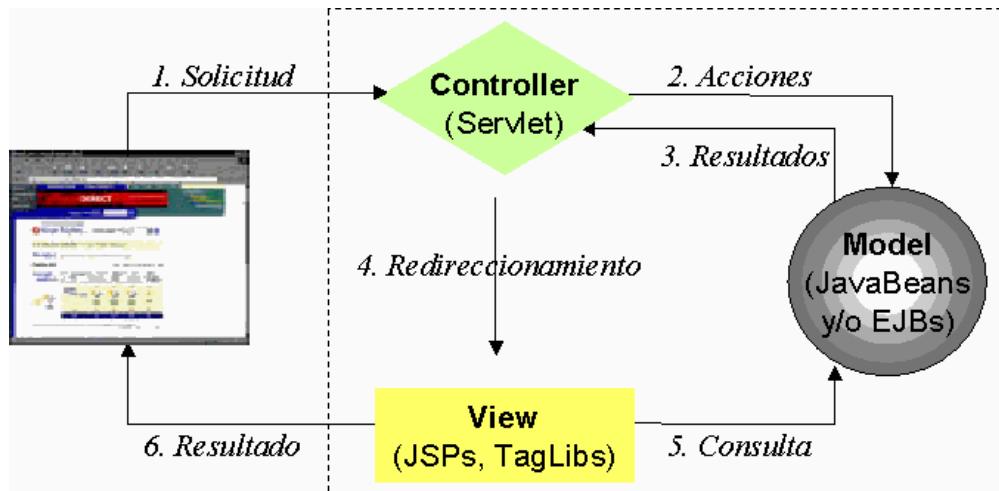 1. Solicitud
Controller
(Servlet)
2. Acciones
3. Resultados
DIRECT
4. Redireccionamiento
Model
(JavaBeans
y/o EJBs)
View
(JSPs, TagLibs)
6. Resultado
5. Consulta